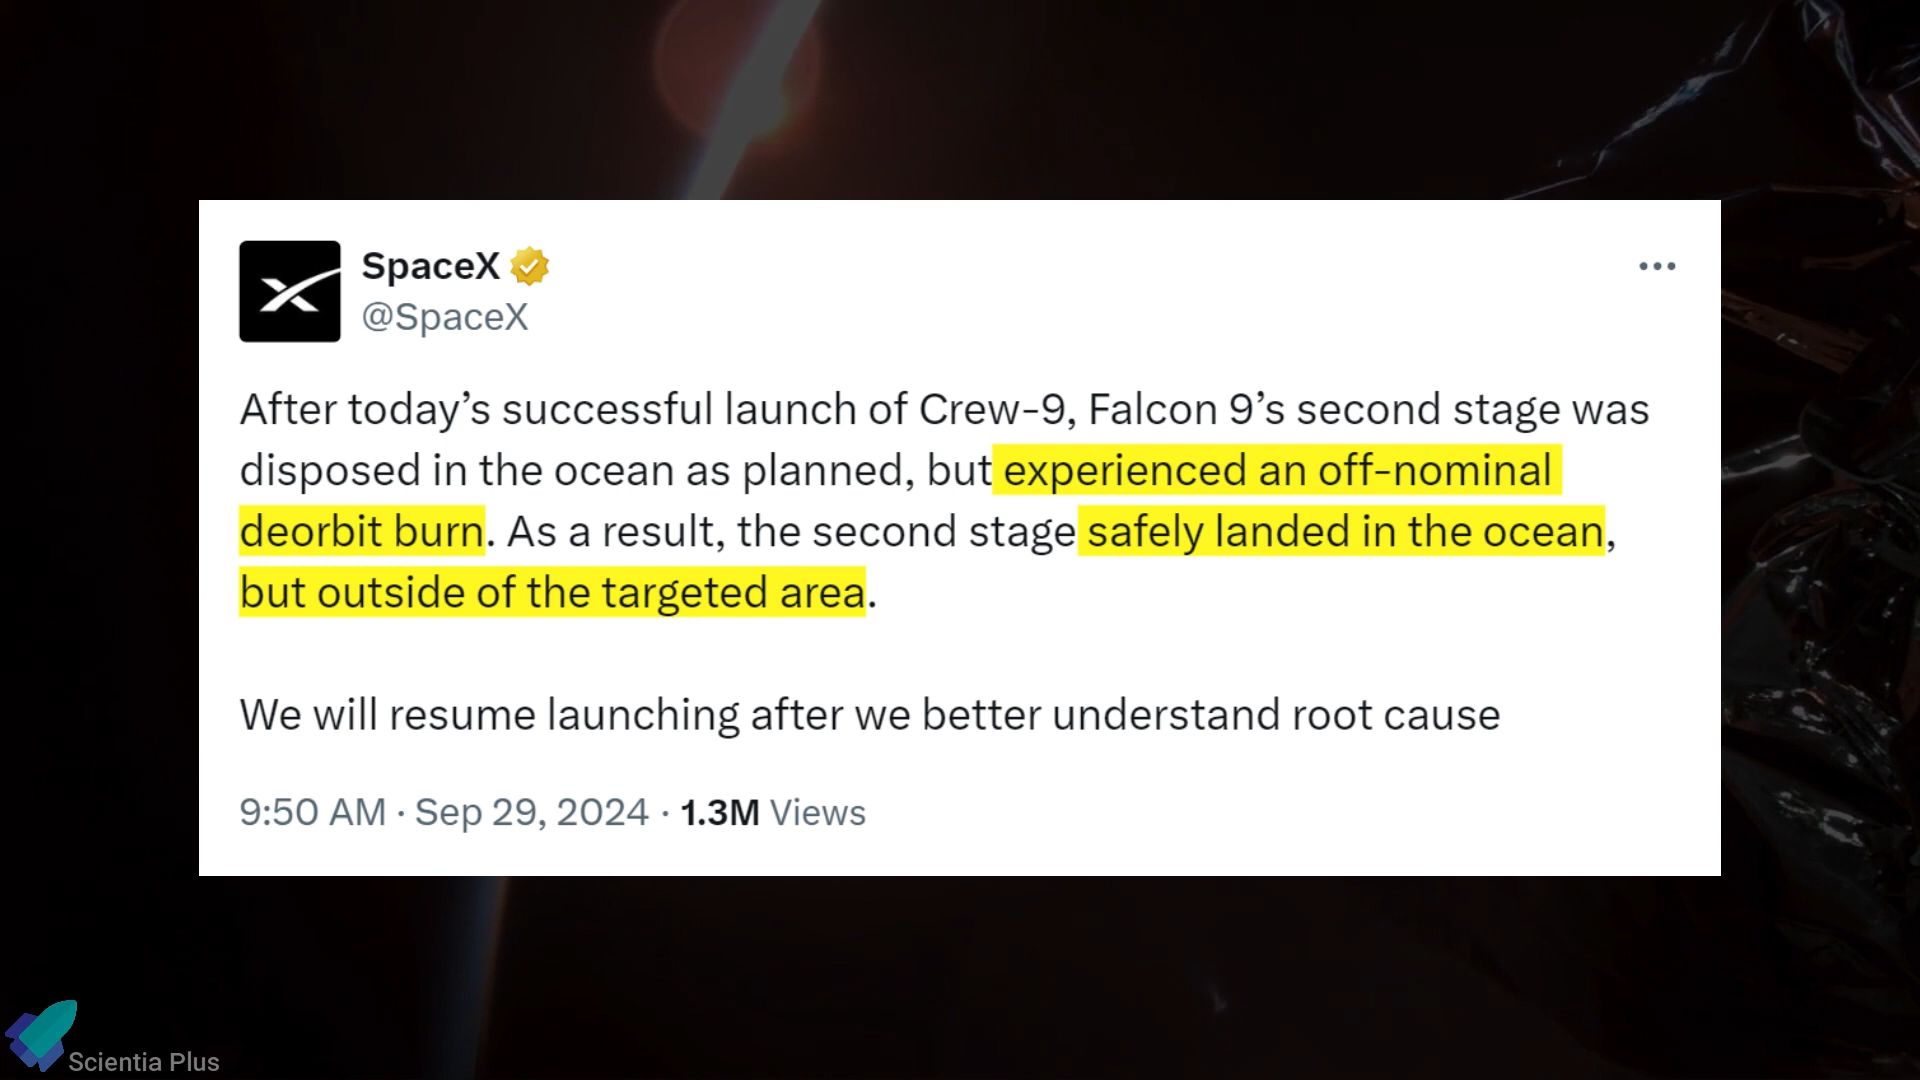 SpaceX
@SpaceX
After today’s successful launch of Crew-9, Falcon 9’s second stage was
disposed in the ocean as planned, but experienced an off-nominal
deorbit burn. As a result, the second stage safely landed in the ocean,
but outside of the targeted area.
We will resume launching after we better understand root cause
9:50 AM · Sep 29, 2024 · 1.3M Views
Scientia Plus